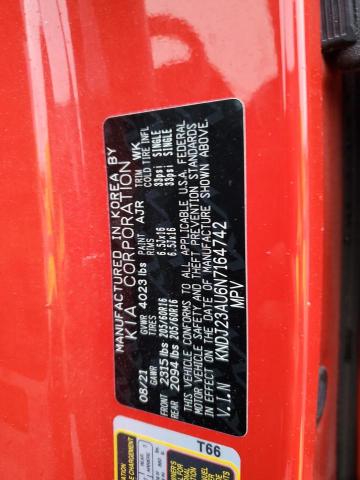 MANUFACTURED IN KOREA BY
KIA CORPORATION
08/21 GVWR 4023 lbs PAINT AJR TRIM WK
GAWR TIRES RIMS COLD TIRE INFL
FRONT 2315 lbs 205/60R16 6.5Jx16 33psi SINGLE
REAR 2094 lbs 205/60R16 6.5Jx16 33psi SINGLE
THIS VEHICLE CONFORMS TO ALL APPLICABLE U.S.A. FEDERAL
MOTOR VEHICLE SAFETY AND THEFT PREVENTION
STANDARDS IN EFFECT ON THE DATE OF MANUFACTURE SHOWN ABOVE.
V.I.N KNDJ23AU6N7164742
MPV
T66